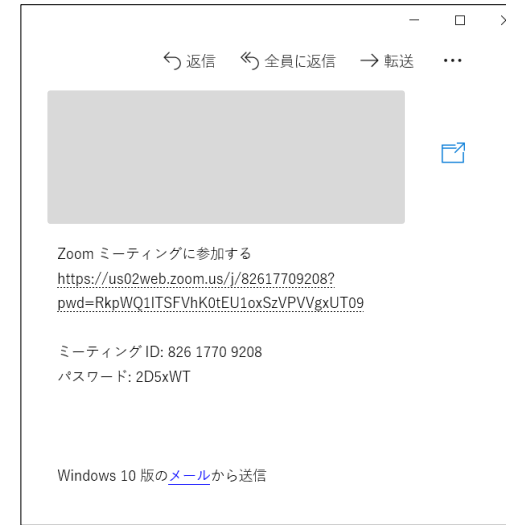 返信 全員に返信 転送 ...
Zoom ミーティングに参加する
https://us02web.zoom.us/j/82617709208?
pwd=RkpWQ1lTSFVhK0tEU1oxSzVPVVgxUT09
ミーティング ID: 826 1770 9208
パスワード: 2D5xWT
Windows 10 版のメールから送信